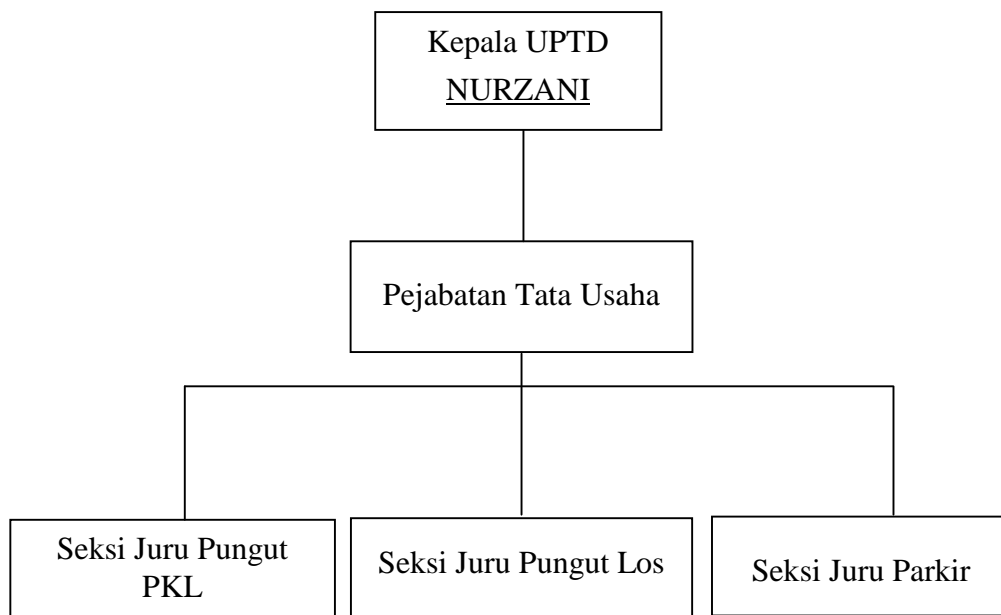 Kepala UPTD
NURZANI
Pejabatan Tata Usaha
Seksi Juru Pungut
PKL
Seksi Juru Pungut Los
Seksi Juru Parkir